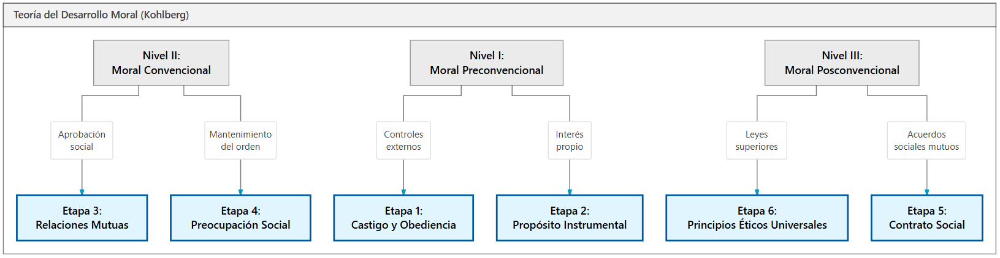 Teoría del Desarrollo Moral (Kohlberg)
Nivel II:
Moral Convencional
Nivel I:
Moral Preconvencional
Nivel III:
Moral Posconvencional
Aprobación
social
Mantenimiento
del orden
Controles
externos
Interés
propio
Leyes
superiores
Acuerdos
sociales mutuos
Etapa 3:
Relaciones Mutuas
Etapa 4:
Preocupación Social
Etapa 1:
Castigo y Obediencia
Etapa 2:
Propósito Instrumental
Etapa 6:
Principios Éticos Universales
Etapa 5:
Contrato Social